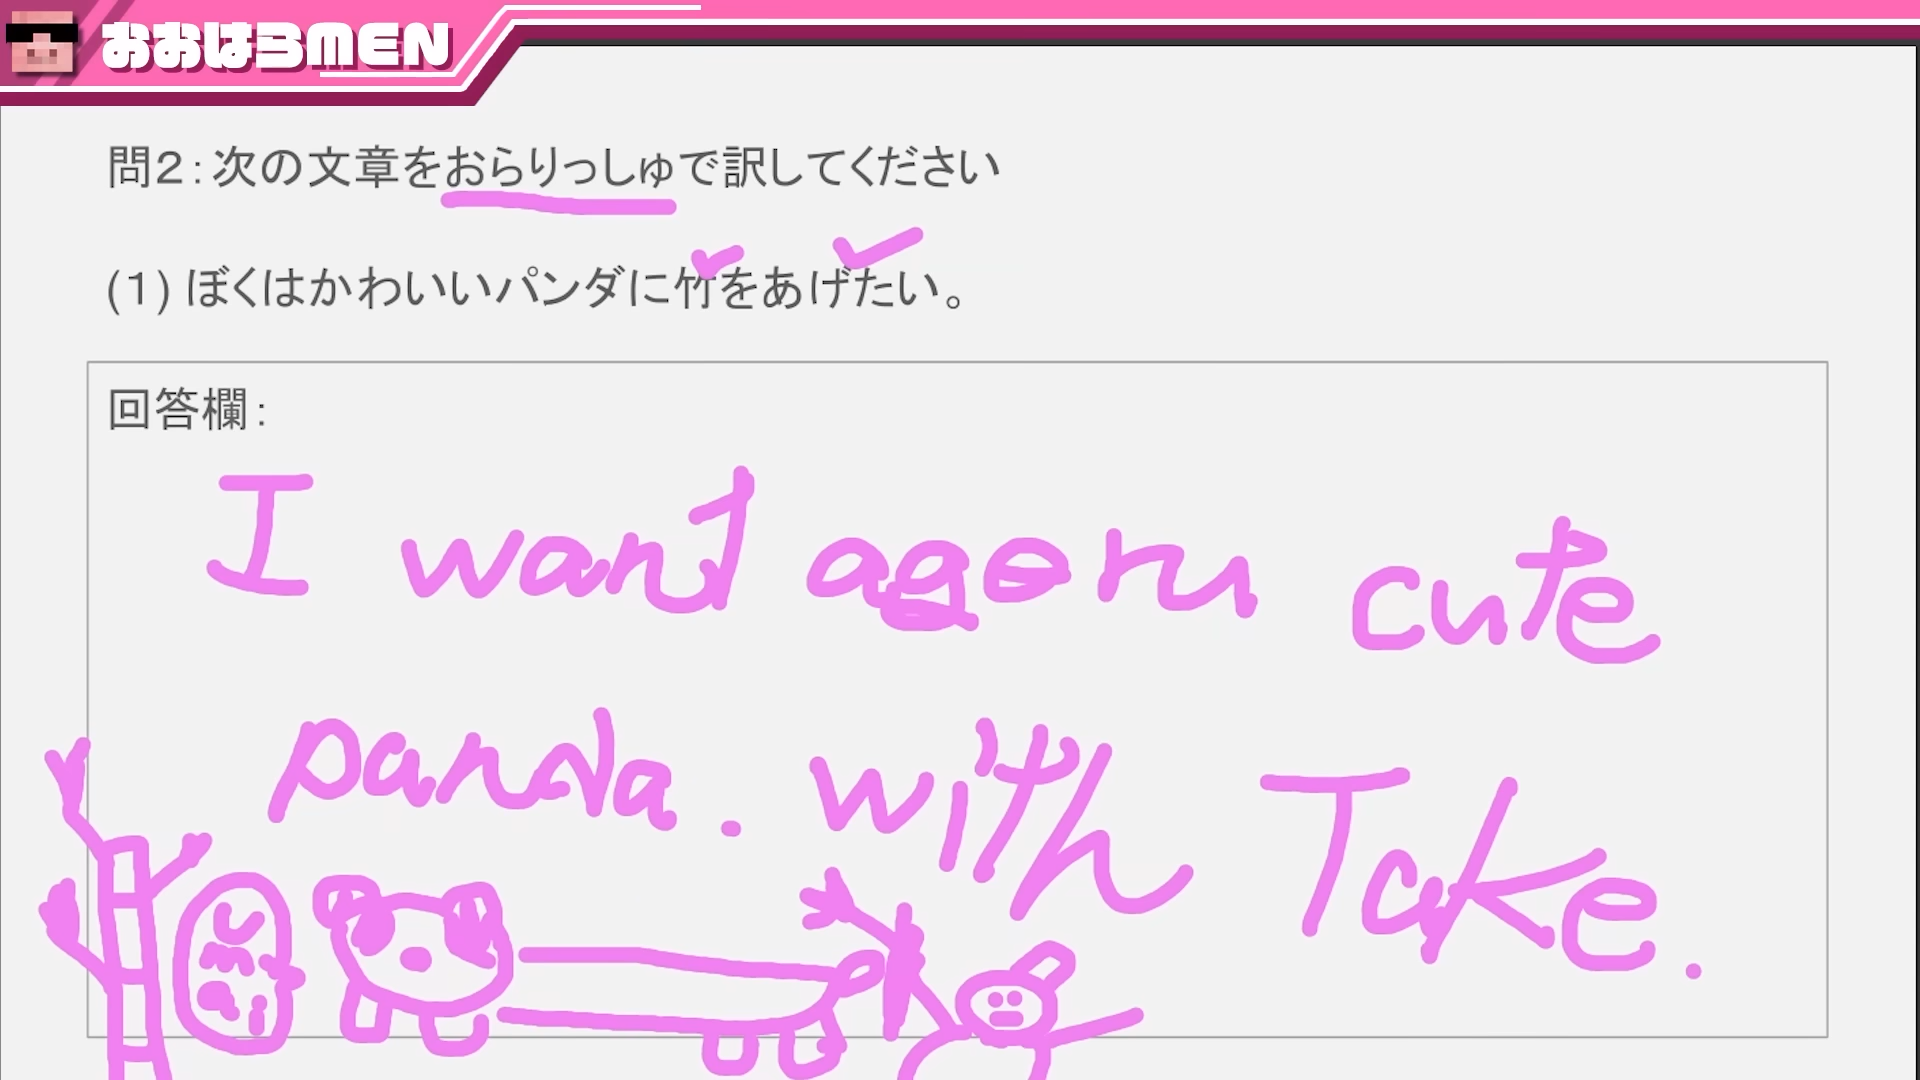 おおはらMEN
問2：次の文章をおらりっしゅで訳してください
(1) ぼくはかわいいパンダに竹をあげたい。
回答欄：
I want ageru cute
panda. with Take.